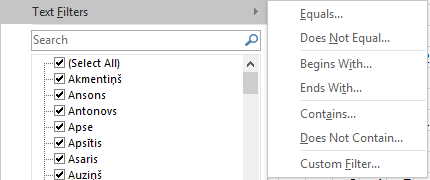 Text Filters
Search
(Select All)
Akmentiņš
Ansons
Antonovs
Apse
Apsītis
Asaris
Auziņš
Equals...
Does Not Equal...
Begins With...
Ends With...
Contains...
Does Not Contain...
Custom Filter...